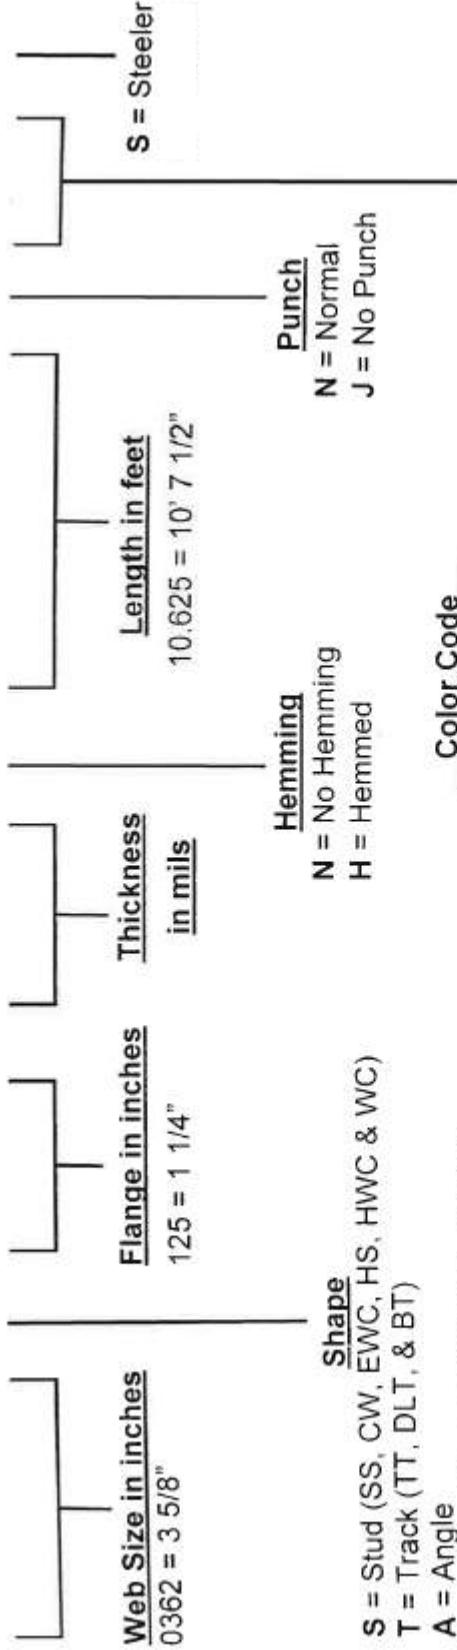 Web Size in inches
0362 = 3 5/8"
Shape
S = Stud (SS, CW, EWC, HS, HWC & WC)
T = Track (TT, DLT, & BT)
A = Angle
Flange in inches
125 = 1 1/4"
Thickness
in mils
Hemming
N = No Hemming
H = Hemmed
Length in feet
10.625 = 10' 7 1/2"
Punch
N = Normal
J = No Punch
Color Code
S = Steeler